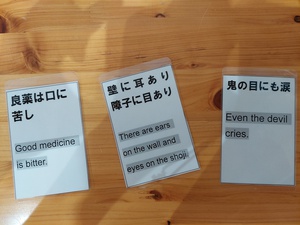 良薬は口に
苦し
Good medicine
is bitter.
壁に耳あり
障子に目あり
There are ears
on the wall and
eyes on the shoji.
鬼の目にも涙
Even the devil
cries.